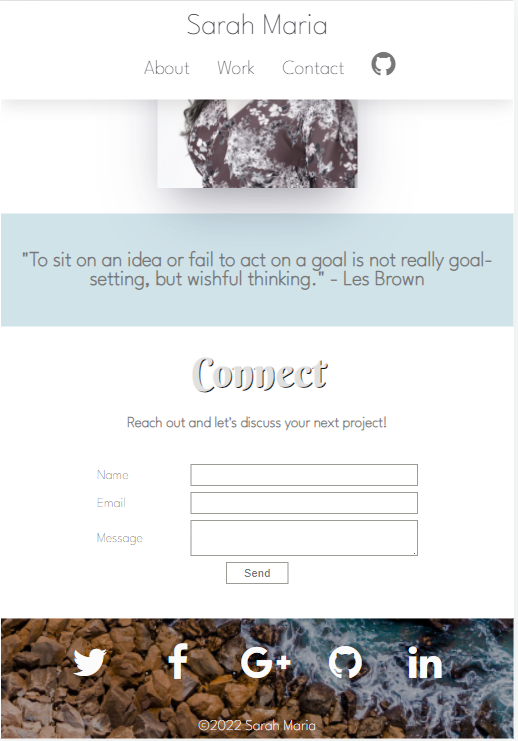 Sarah Maria
About Work Contact
"To sit on an idea or fail to act on a goal is not really goal-
setting, but wishful thinking." - Les Brown
Connect
Reach out and let's discuss your next project!
Name
Email
Message
Send
©2022 Sarah Maria